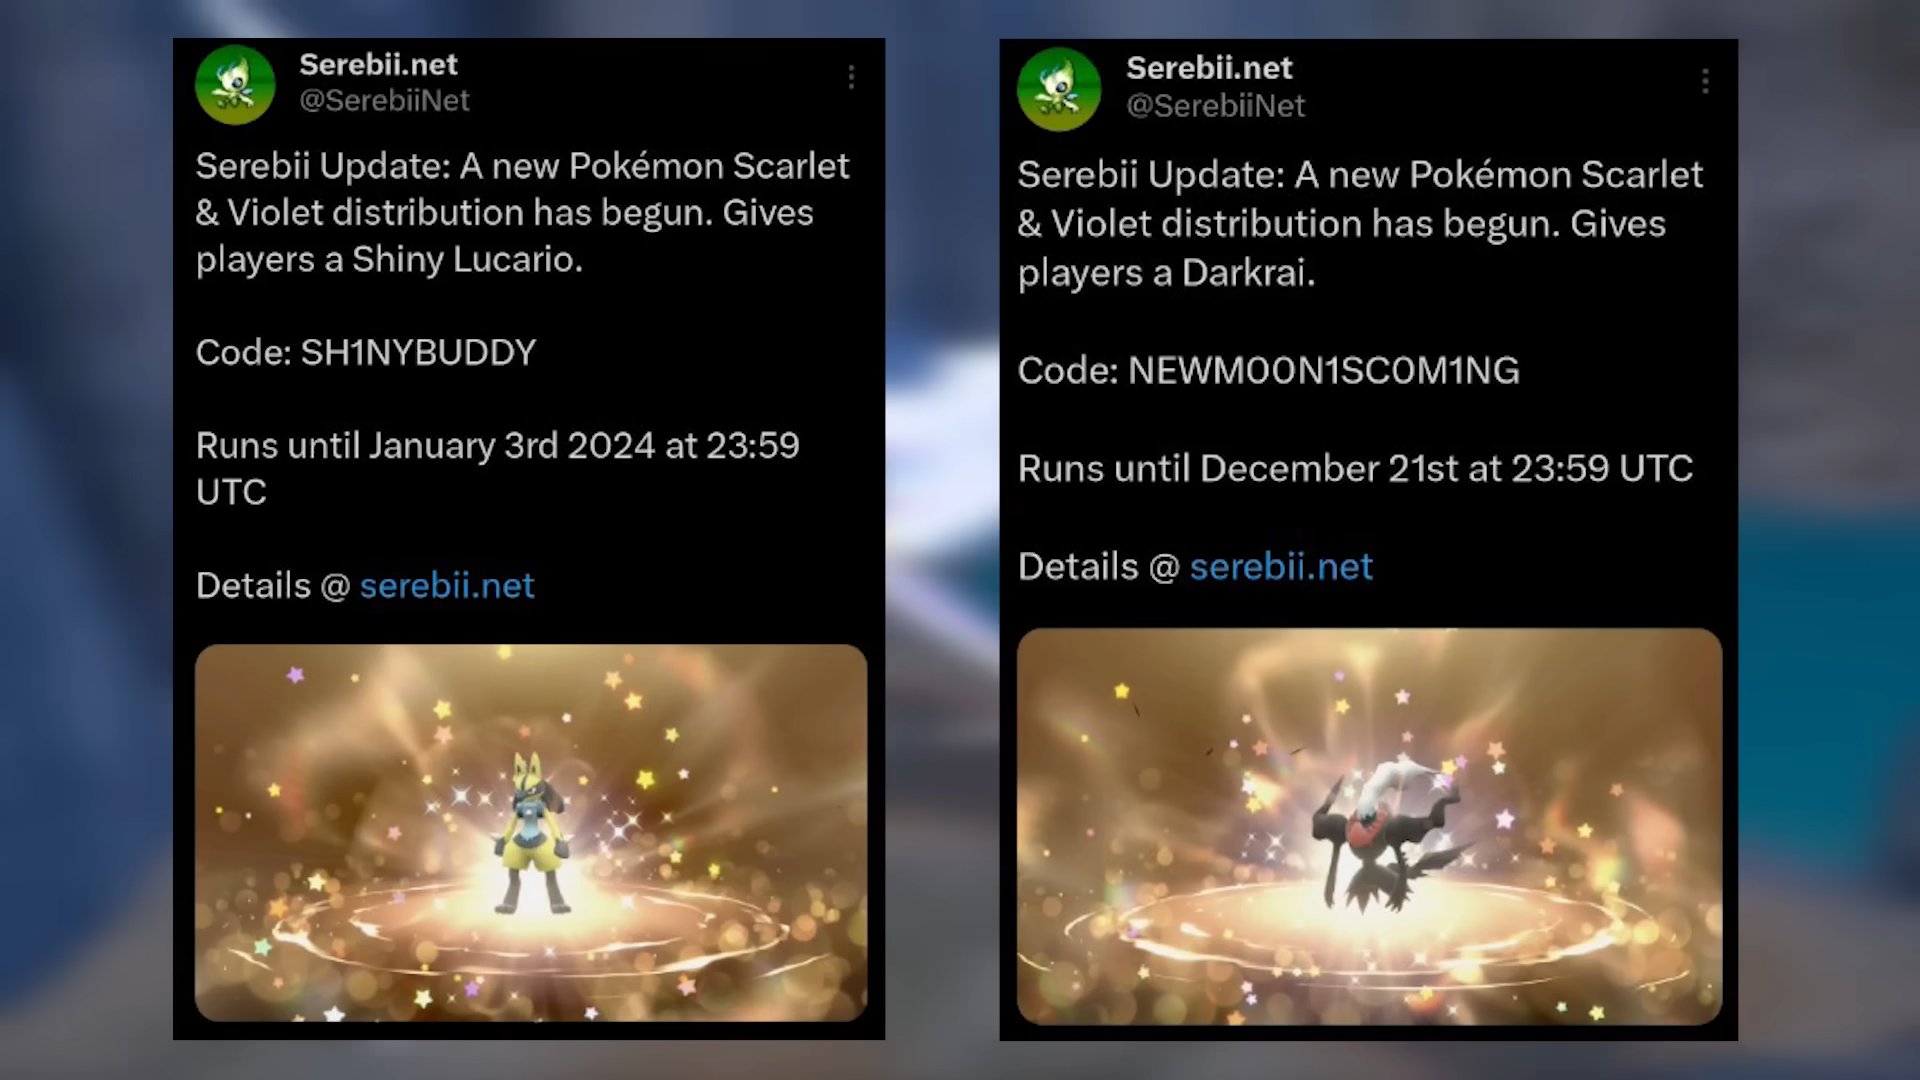 Serebii.net
@SerebiiNet
Serebii Update: A new Pokémon Scarlet
& Violet distribution has begun. Gives
players a Shiny Lucario.
Code: SH1NYBUDDY
Runs until January 3rd 2024 at 23:59
UTC
Details @ serebii.net
Serebii.net
@SerebiiNet
Serebii Update: A new Pokémon Scarlet
& Violet distribution has begun. Gives
players a Darkrai.
Code: NEWM00N1SC0M1NG
Runs until December 21st at 23:59 UTC
Details @ serebii.net